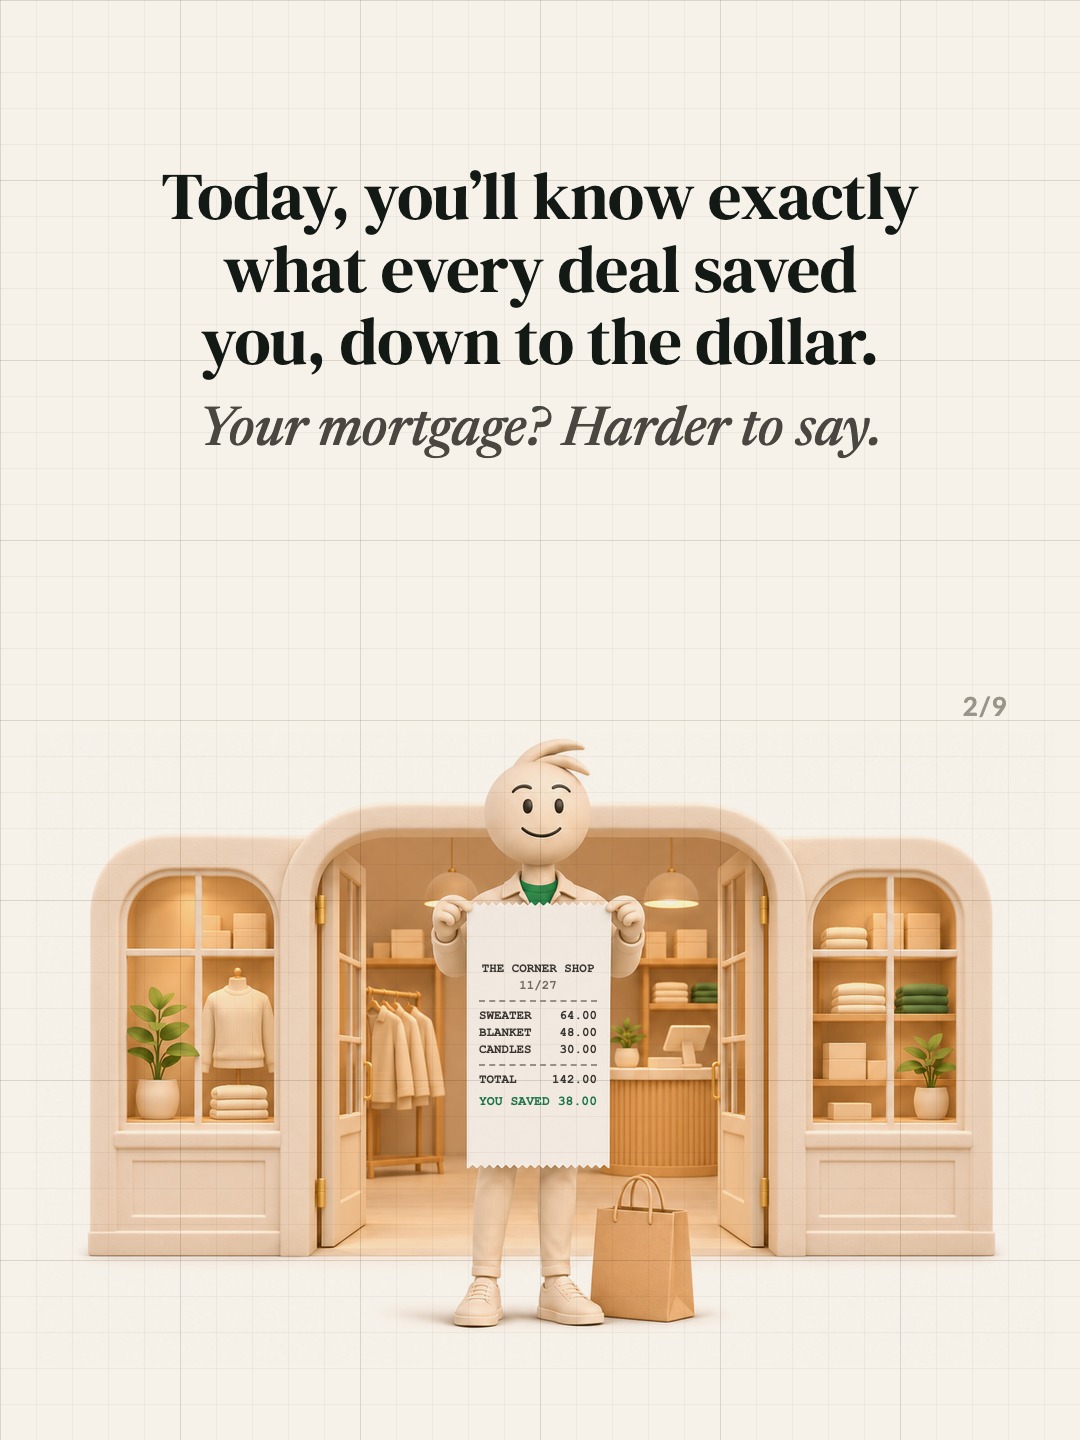 Today, you’ll know exactly
what every deal saved
you, down to the dollar.
Your mortgage? Harder to say.
2/9
THE CORNER SHOP
11/27
SWEATER 64.00
BLANKET 48.00
CANDLES 30.00
TOTAL 142.00
YOU SAVED 38.00